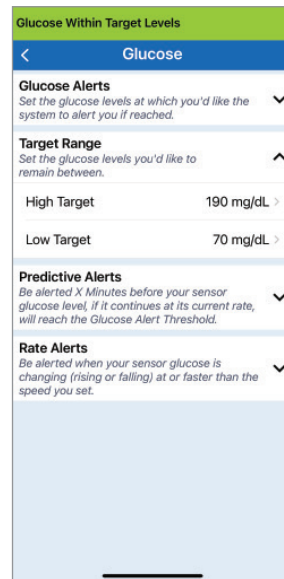 Glucose Within Target Levels
Glucose
Glucose Alerts
Set the glucose levels at which you'd like the
system to alert you if reached.
Target Range
Set the glucose levels you'd like to
remain between.
High Target 190 mg/dL
Low Target 70 mg/dL
Predictive Alerts
Be alerted X Minutes before your sensor
glucose level, if it continues at its current rate,
will reach the Glucose Alert Threshold.
Rate Alerts
Be alerted when your sensor glucose is
changing (rising or falling) at or faster than the
speed you set.